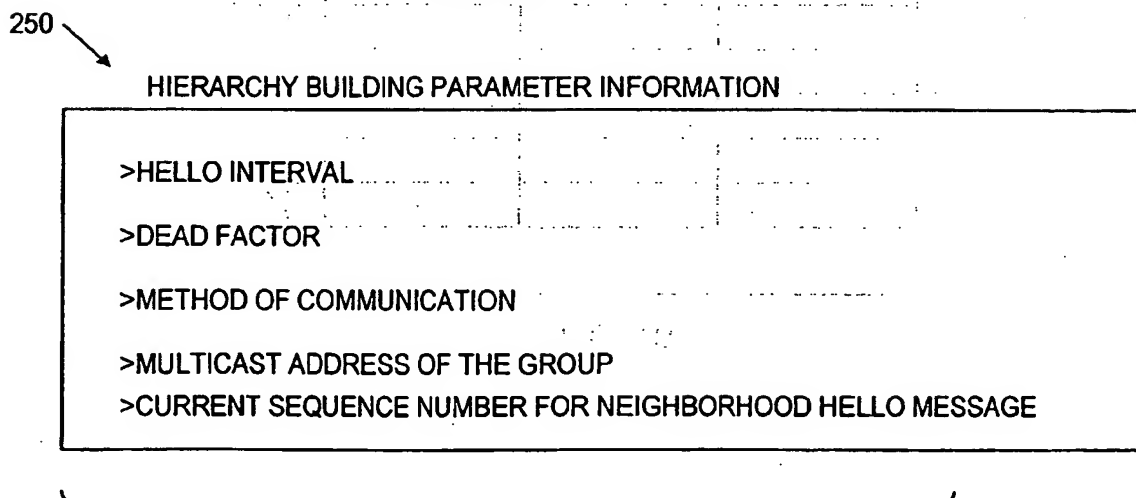 250
HIERARCHY BUILDING PARAMETER INFORMATION
>HELLO INTERVAL
>DEAD FACTOR
>METHOD OF COMMUNICATION
>MULTICAST ADDRESS OF THE GROUP
>CURRENT SEQUENCE NUMBER FOR NEIGHBORHOOD HELLO MESSAGE